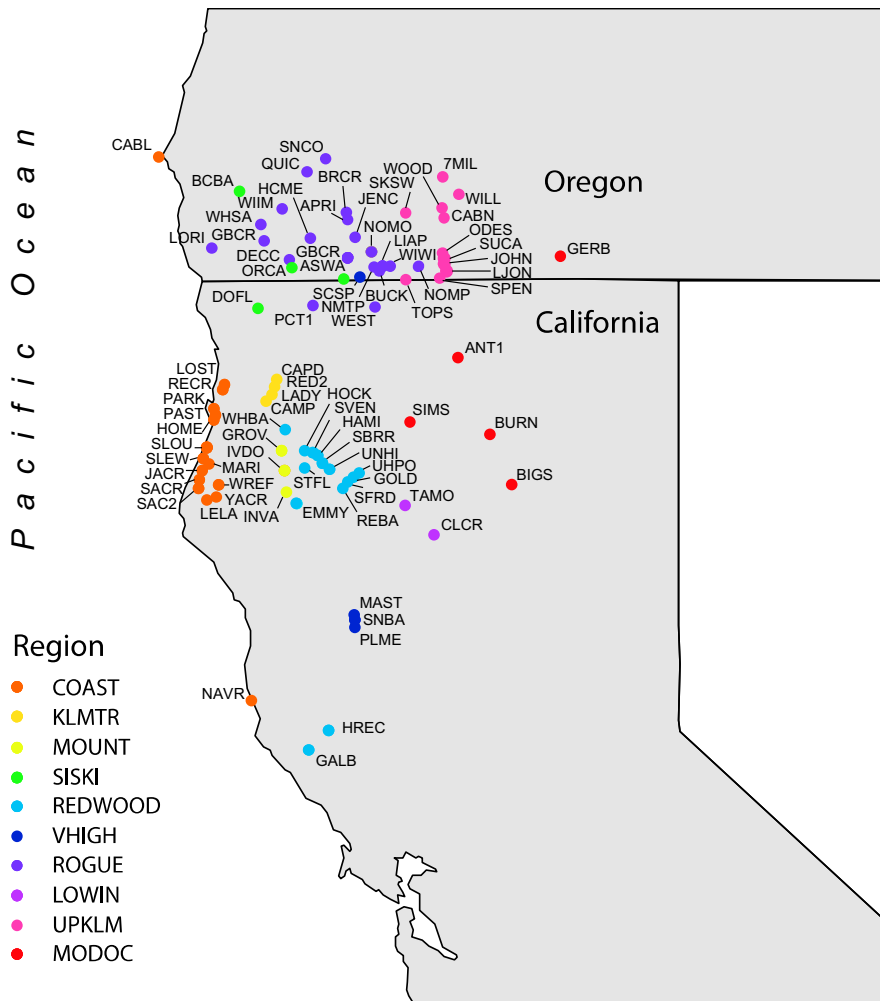 Pacific Ocean
CABL
SNCO
QUIC
BCBA
HCME
BRCR
WOOD
7MIL
SKSW
WIIM
APRI
JENC
WILL
Oregon
WHSA
NOMO
CABN
LORI
GBCR
LIAP
ODES
DECC
GBCR
WIWI
SUCA
ORCA
ASWA
JOHN
GERB
LJON
SCSP
BUCK
NOMP
SPEN
DOFL
NMTP
TOPS
PCT1
WEST
California
ANT1
LOST
CAPD
RECR
RED2
PARK
LADY
HOCK
PAST
CAMP
SVEN
SIMS
HOME
WHBA
HAMI
BURN
SLOU
GROV
SBRR
SLEW
IVDO
UNHI
JACR
MARI
UHPO
SACR
WREF
STFL
GOLD
BIGS
SAC2
YACR
SFRD
TAMO
LELA
INVA
EMMY
REBA
CLCR
MAST
SNBA
PLME
NAVR
HREC
GALB
Region
COAST
KLMTR
MOUNT
SISKI
REDWOOD
VHIGH
ROGUE
LOWIN
UPKLM
MODOC